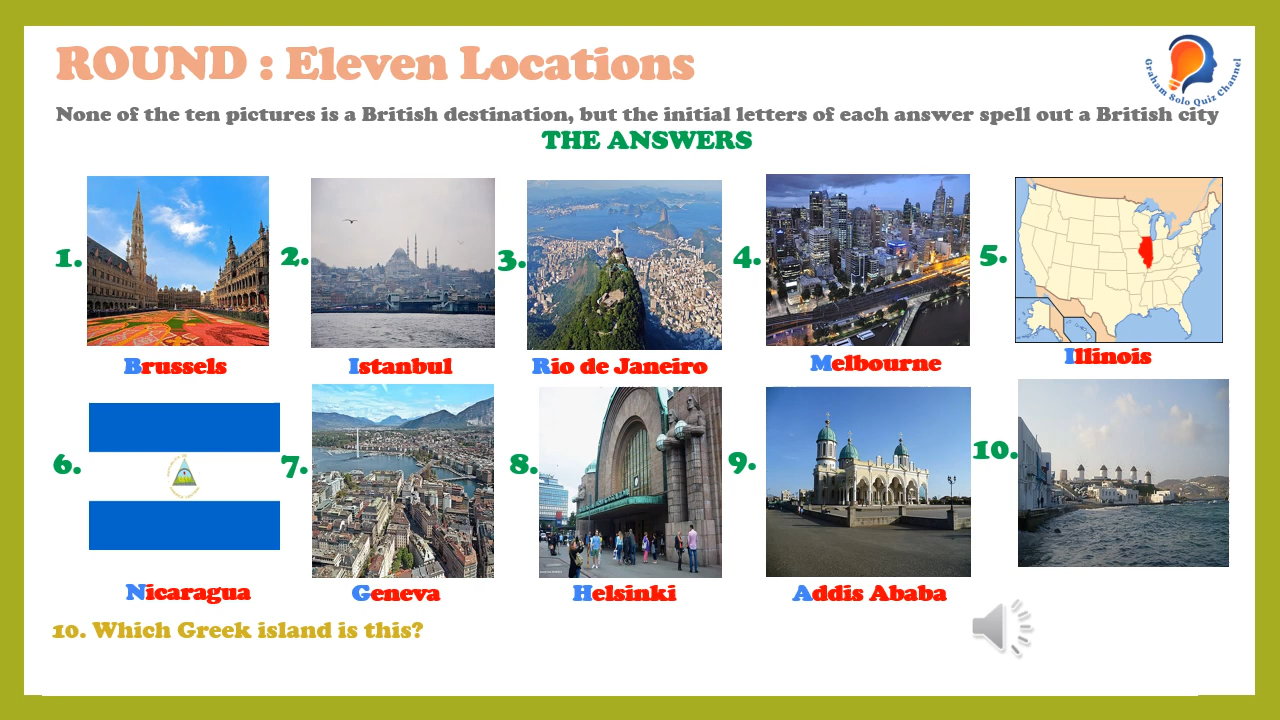 ROUND : Eleven Locations
Graham Solo Quiz Channel
None of the ten pictures is a British destination, but the initial letters of each answer spell out a British city
THE ANSWERS
1.
2.
3.
4.
5.
Brussels
Istanbul
Rio de Janeiro
Melbourne
Illinois
6.
7.
8.
9.
10.
Nicaragua
Geneva
Helsinki
Addis Ababa
10. Which Greek island is this?